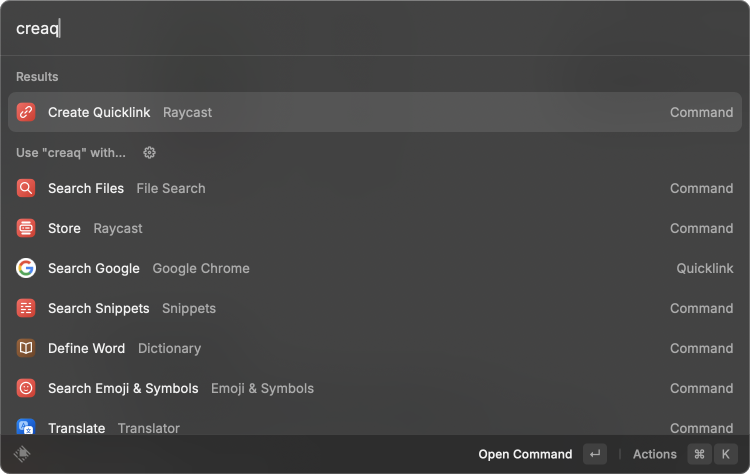 creaq
Results
Create Quicklink Raycast Command
Use "creaq" with...
Search Files File Search Command
Store Raycast Command
Search Google Google Chrome Quicklink
Search Snippets Snippets Command
Define Word Dictionary Command
Search Emoji & Symbols Emoji & Symbols Command
Translate Translator Command
Open Command ↵ Actions ⌘ K